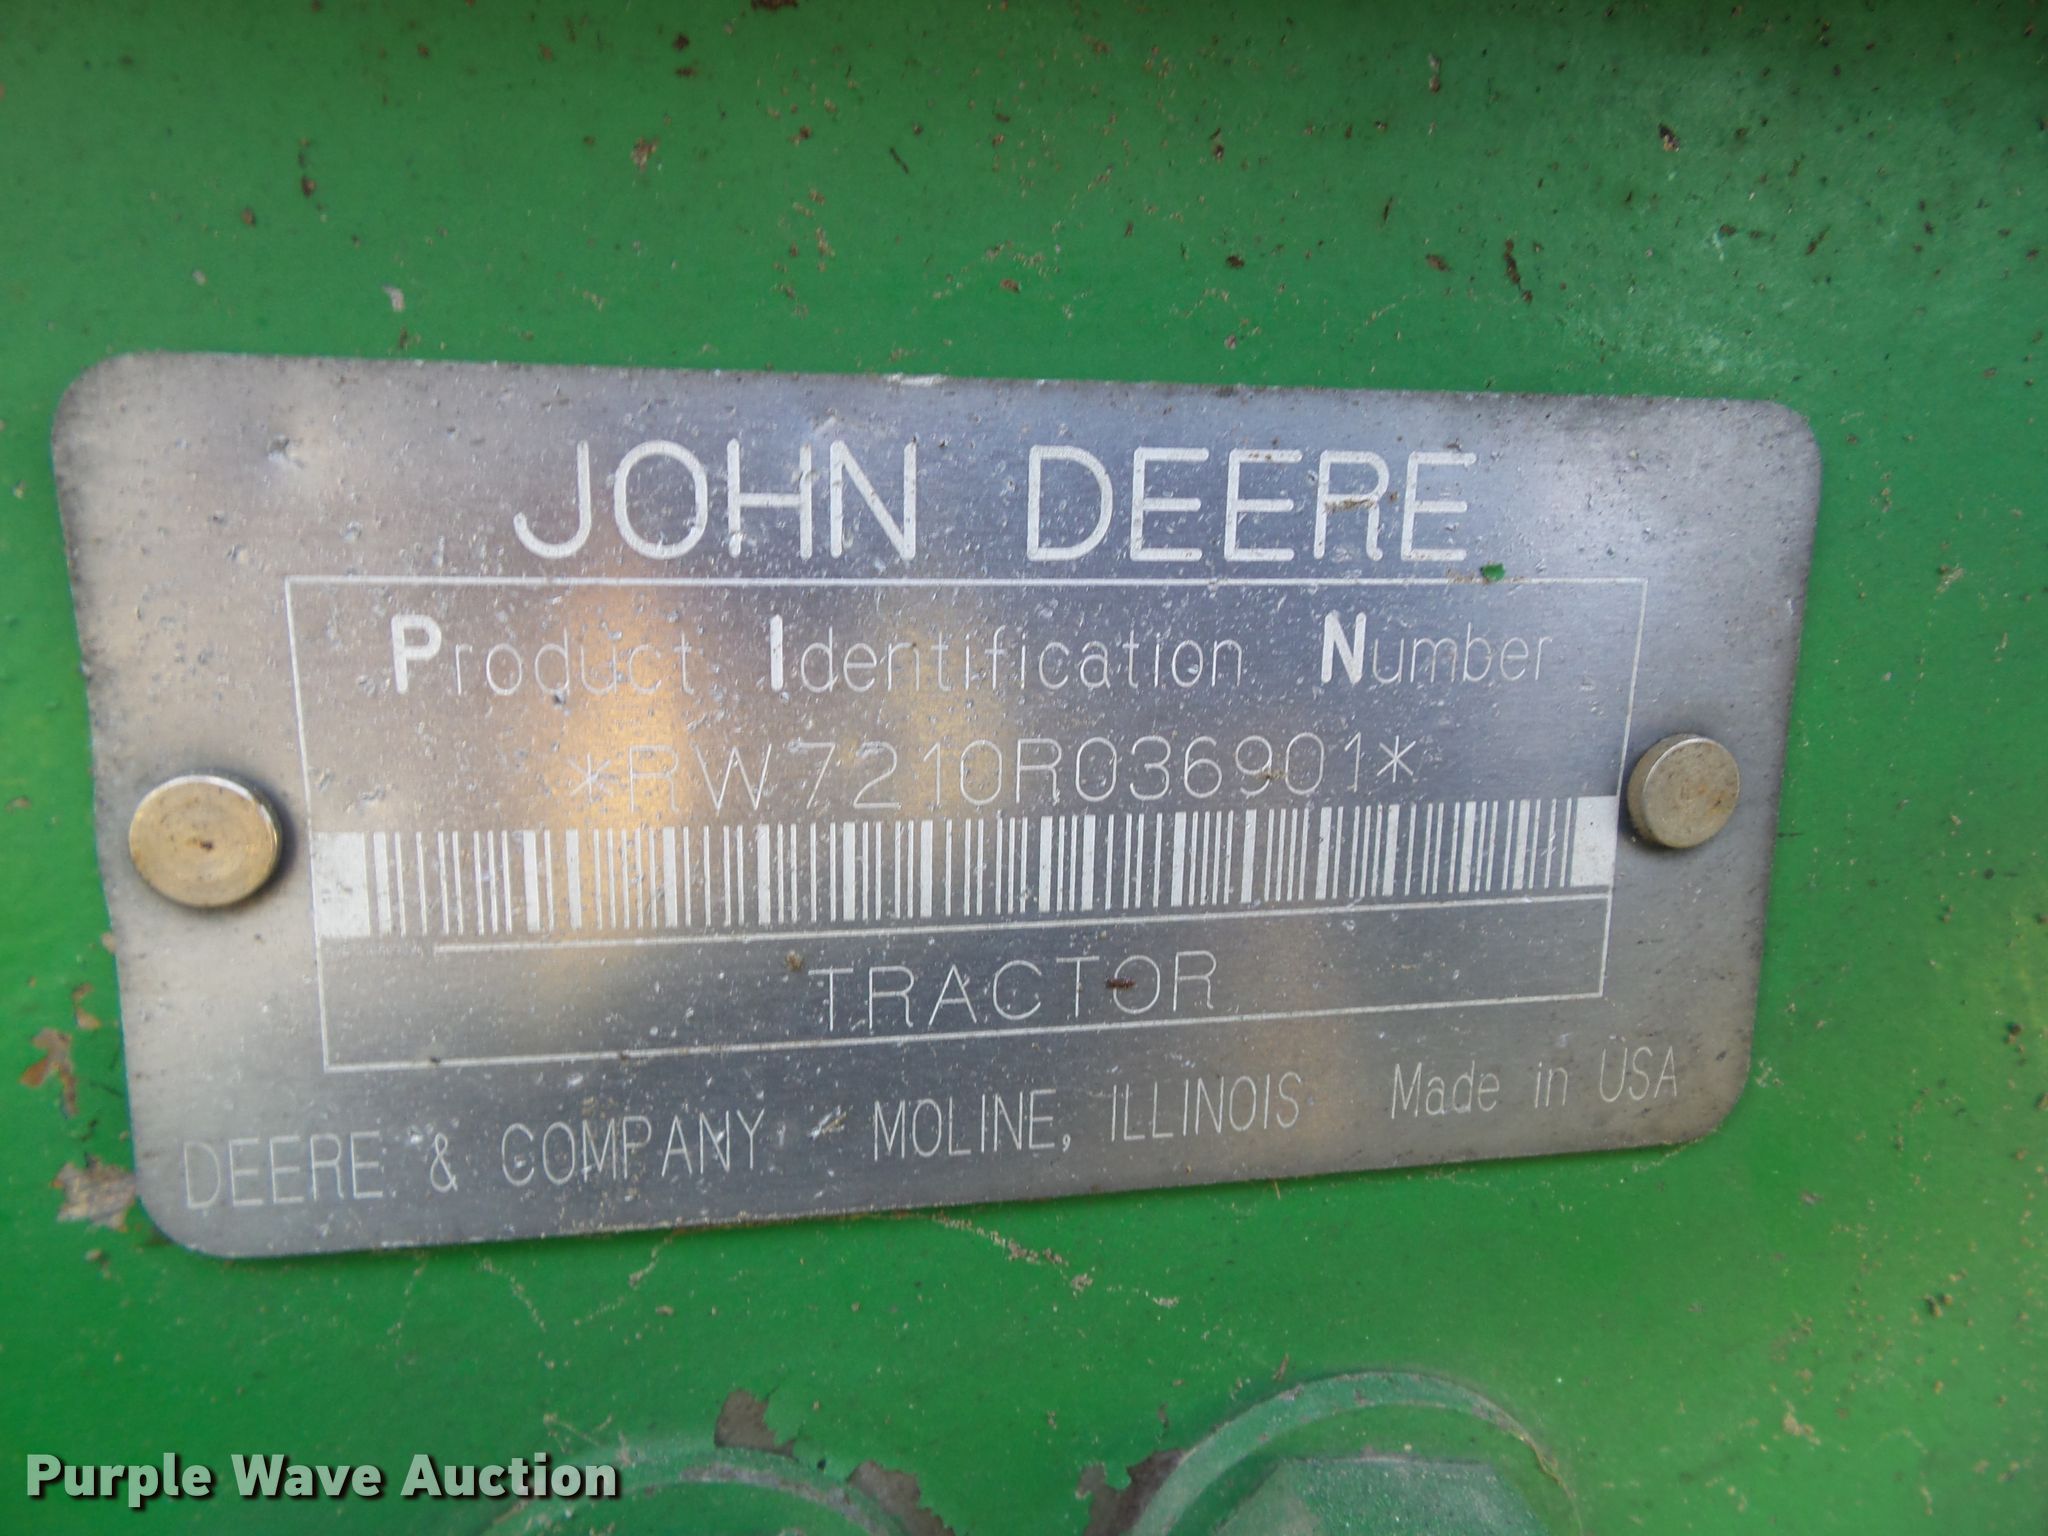 JOHN DEERE
Product Identification Number
*RW7210R036901*
TRACTOR
DEERE & COMPANY - MOLINE, ILLINOIS Made in USA
Purple Wave Auction